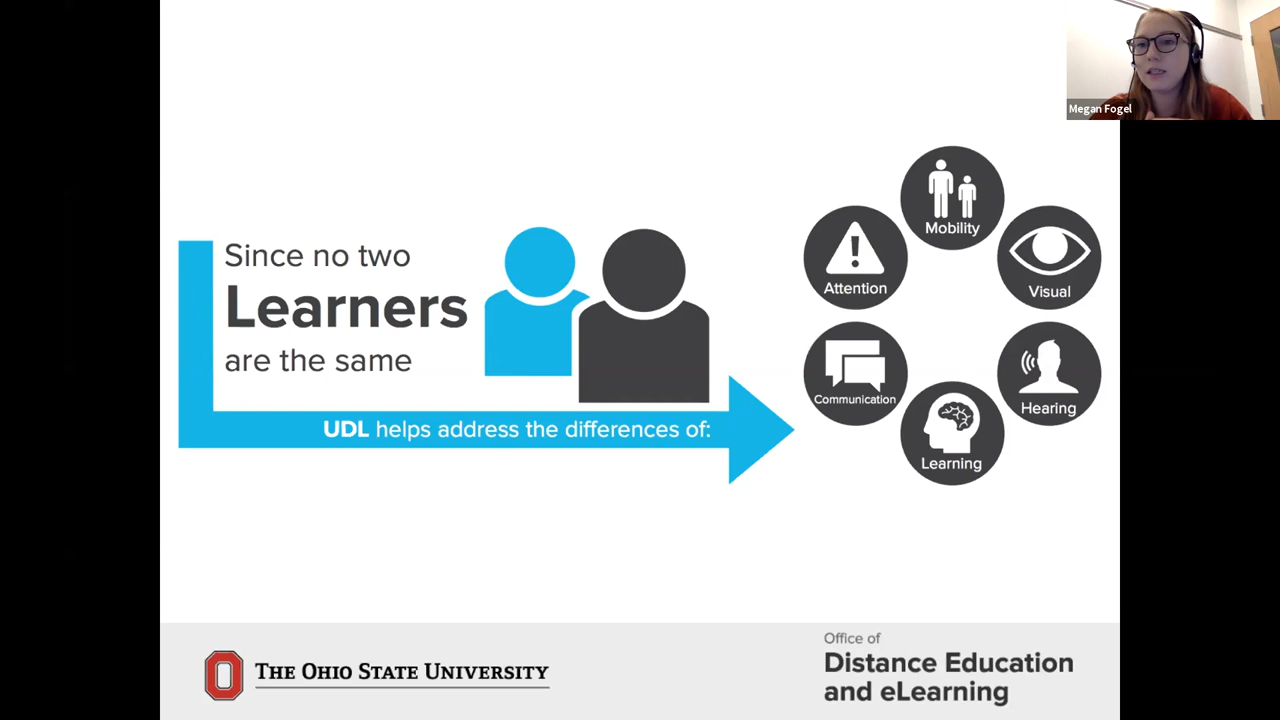 Megan Fogel
Since no two
Learners
are the same
UDL helps address the differences of:
Mobility
Attention
Visual
Communication
Hearing
Learning
THE OHIO STATE UNIVERSITY
Office of
Distance Education
and eLearning